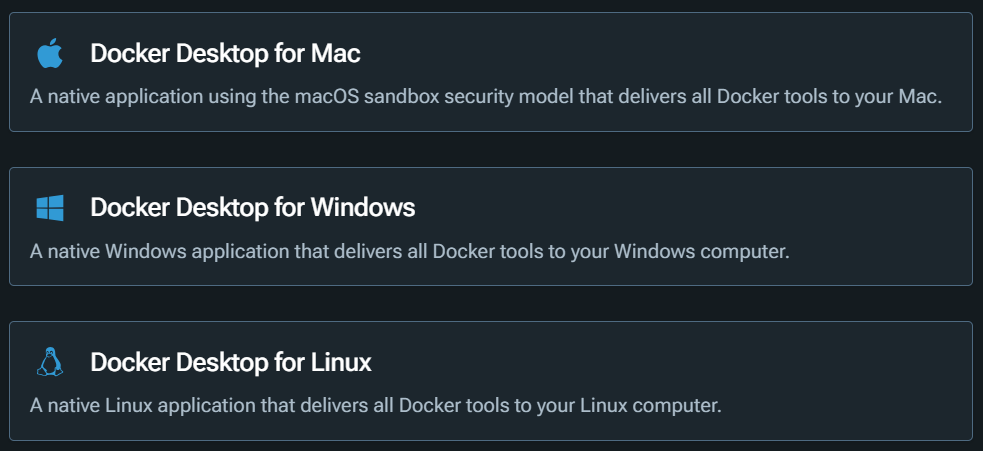 Docker Desktop for Mac
A native application using the macOS sandbox security model that delivers all Docker tools to your Mac.
Docker Desktop for Windows
A native Windows application that delivers all Docker tools to your Windows computer.
Docker Desktop for Linux
A native Linux application that delivers all Docker tools to your Linux computer.